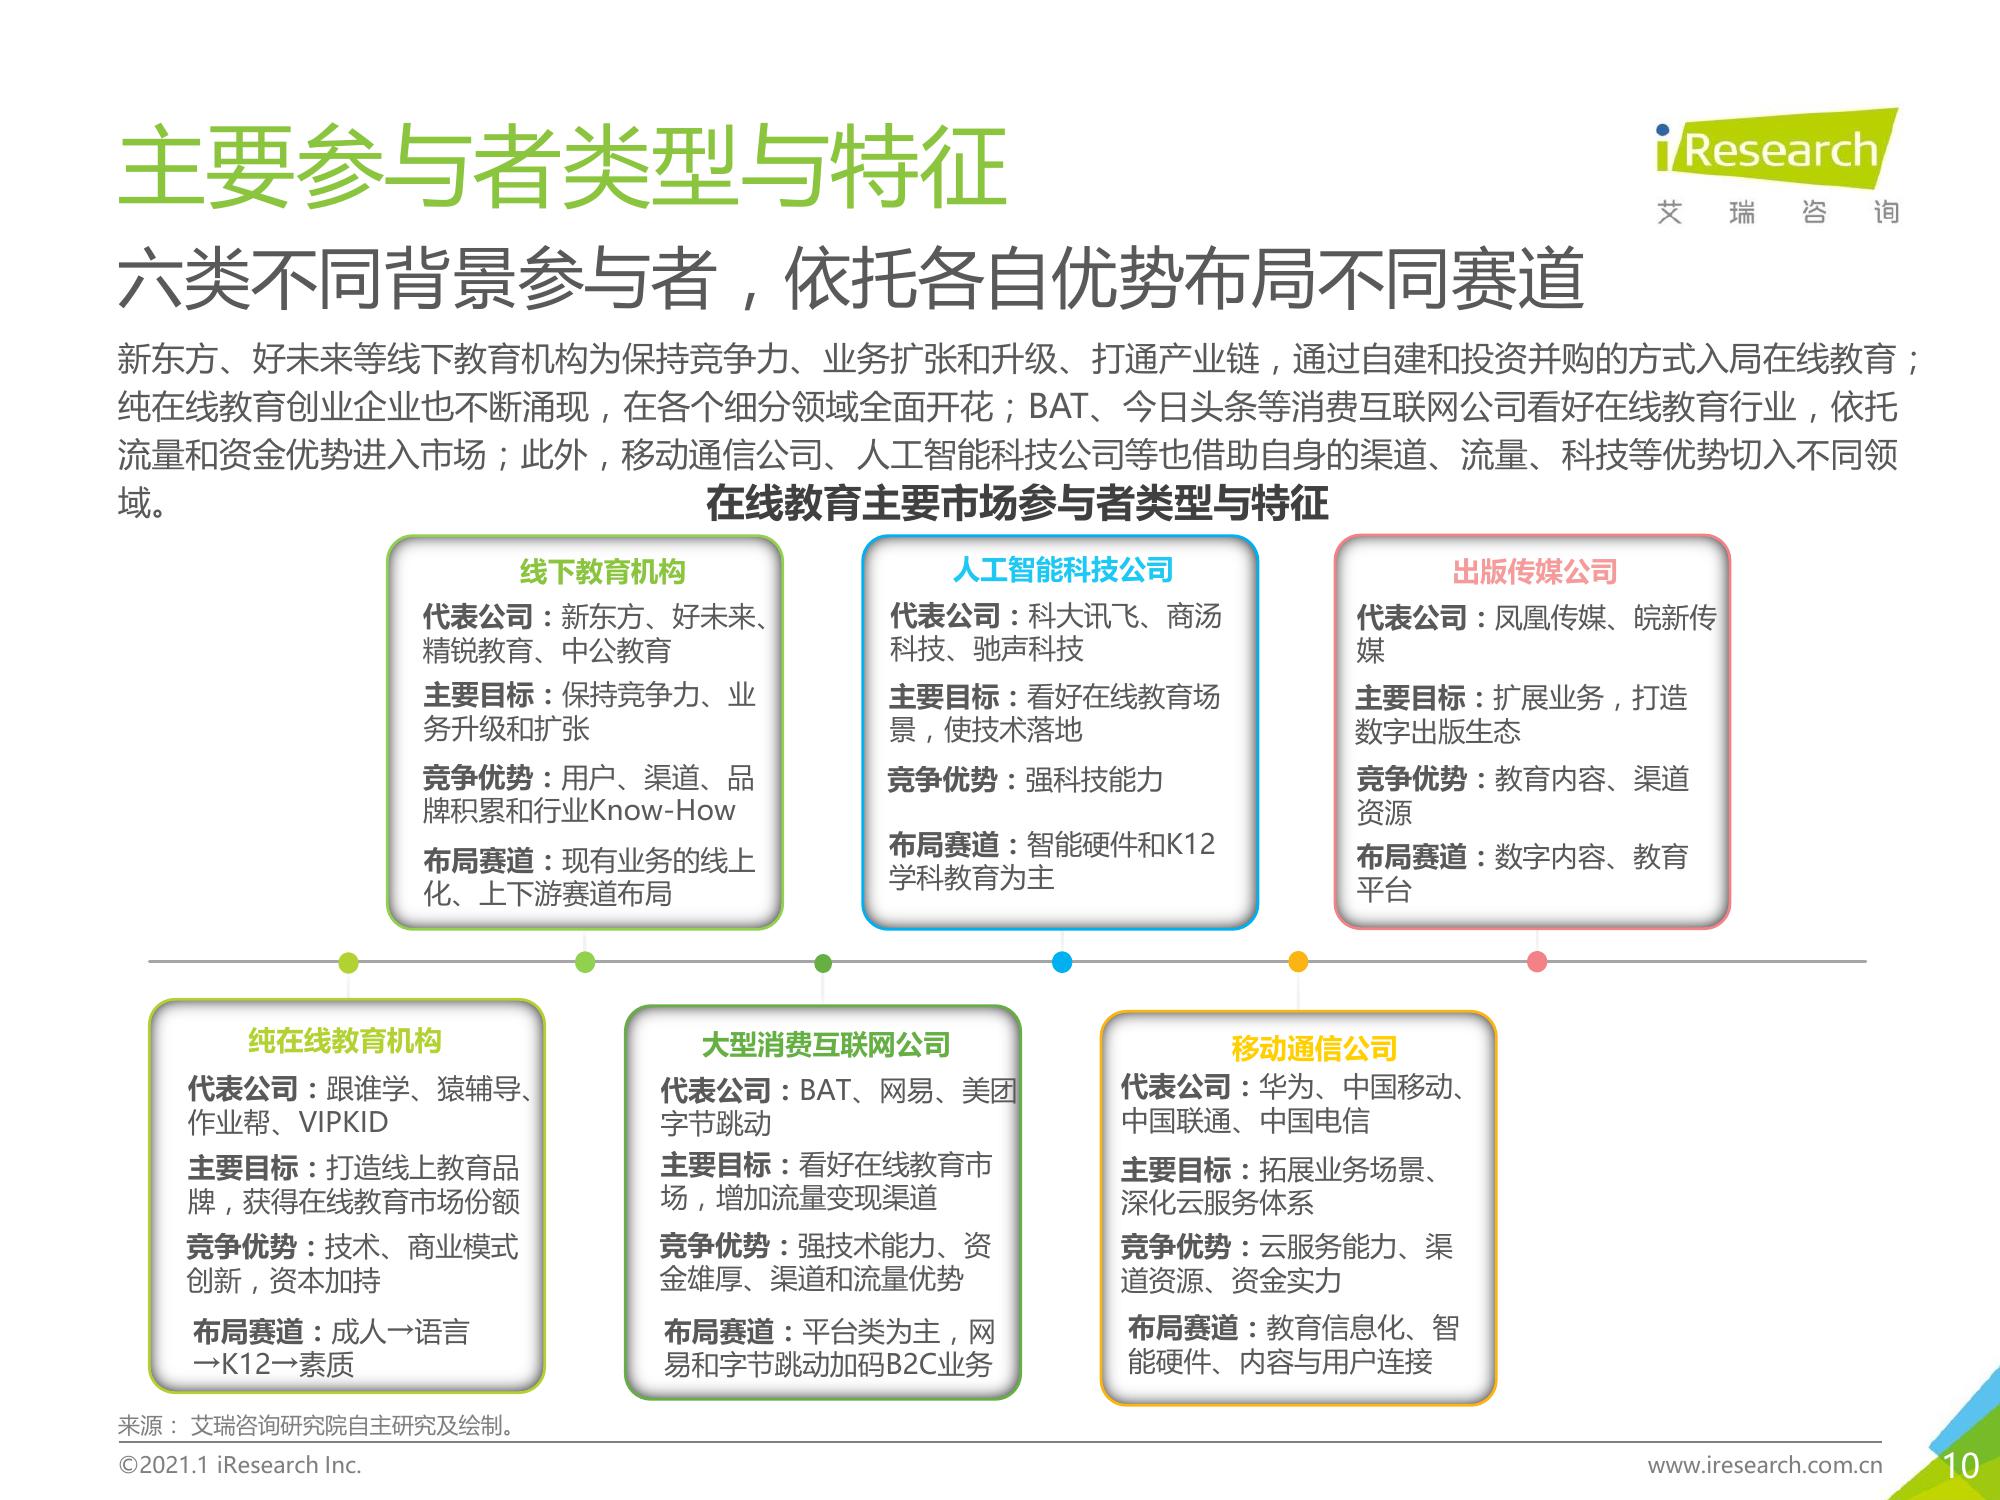 主要参与者类型与特征
iResearch
艾瑞咨询
六类不同背景参与者，依托各自优势布局不同赛道
新东方、好未来等线下教育机构为保持竞争力、业务扩张和升级、打通产业链，通过自建和投资并购的方式入局在线教育；
纯在线教育创业企业也不断涌现，在各个细分领域全面开花；BAT、今日头条等消费互联网公司看好在线教育行业，依托
流量和资金优势进入市场；此外，移动通信公司、人工智能科技公司等也借助自身的渠道、流量、科技等优势切入不同领
域。
在线教育主要市场参与者类型与特征
线下教育机构
代表公司：新东方、好未来、
精锐教育、中公教育
主要目标：保持竞争力、业
务升级和扩张
竞争优势：用户、渠道、品
牌积累和行业Know-How
布局赛道：现有业务的线上
化、上下游赛道布局
人工智能科技公司
代表公司：科大讯飞、商汤
科技、驰声科技
主要目标：看好在线教育场
景，使技术落地
竞争优势：强科技能力
布局赛道：智能硬件和K12
学科教育为主
出版传媒公司
代表公司：凤凰传媒、皖新传
媒
主要目标：扩展业务，打造
数字出版生态
竞争优势：教育内容、渠道
资源
布局赛道：数字内容、教育
平台
纯在线教育机构
代表公司：跟谁学、猿辅导、
作业帮、VIPKID
主要目标：打造线上教育品
牌，获得在线教育市场份额
竞争优势：技术、商业模式
创新，资本加持
布局赛道：成人→语言
→K12→素质
大型消费互联网公司
代表公司：BAT、网易、美团
字节跳动
主要目标：看好在线教育市
场，增加流量变现渠道
竞争优势：强技术能力、资
金雄厚、渠道和流量优势
布局赛道：平台类为主，网
易和字节跳动加码B2C业务
移动通信公司
代表公司：华为、中国移动、
中国联通、中国电信
主要目标：拓展业务场景、
深化云服务体系
竞争优势：云服务能力、渠
道资源、资金实力
布局赛道：教育信息化、智
能硬件、内容与用户连接
来源：艾瑞咨询研究院自主研究及绘制。
©2021.1 iResearch Inc.
www.iresearch.com.cn
10